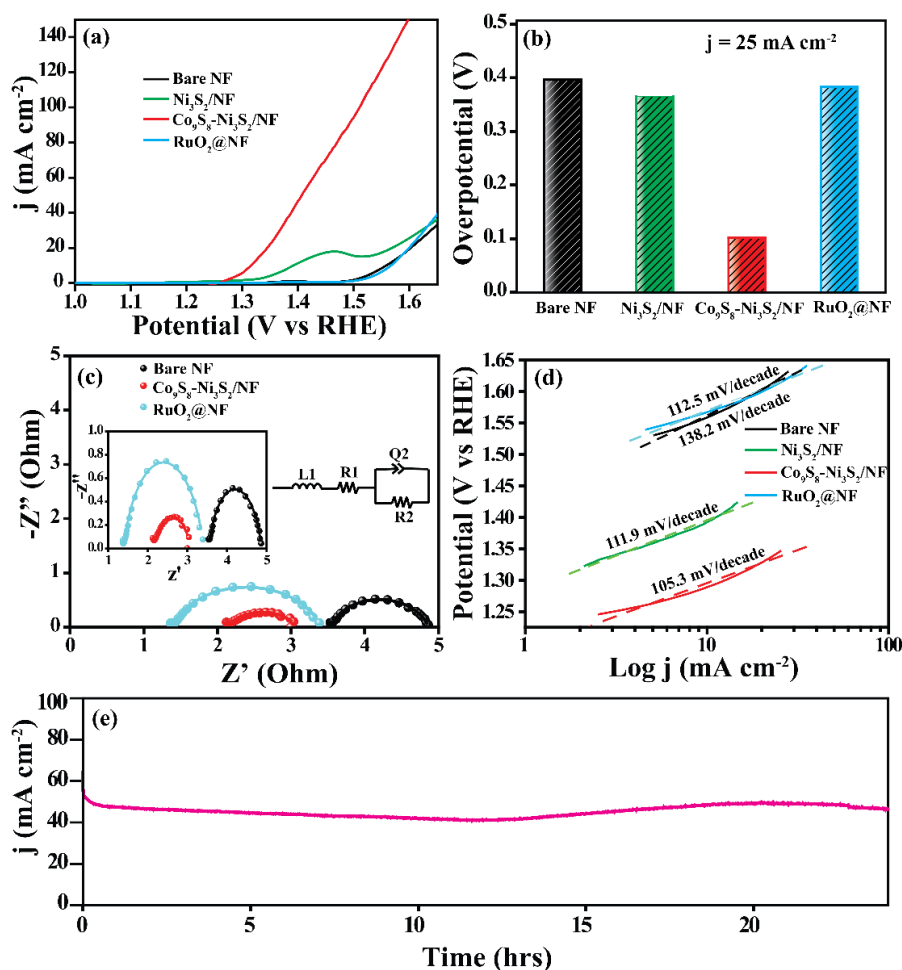 (a)
j (mA cm⁻²)
140
120
100
80
60
40
20
0
Bare NF
Ni₃S₂/NF
Co₉S₈-Ni₃S₂/NF
RuO₂@NF
1.0 1.1 1.2 1.3 1.4 1.5 1.6
Potential (V vs RHE)
(b)
j = 25 mA cm⁻²
Overpotential (V)
0.4
0.3
0.2
0.1
0.0
Bare NF Ni₃S₂/NF Co₉S₈-Ni₃S₂/NF RuO₂@NF
(c)
-Z” (Ohm)
5
4
3
2
1
0
Bare NF
Co₉S₈-Ni₃S₂/NF
RuO₂@NF
-Z''
1.0
0.8
0.6
0.4
0.2
0.0
0 1 2 3 4 5
Z'
L1 R1 Q2
R2
0 1 2 3 4 5
Z’ (Ohm)
(d)
Potential (V vs RHE)
1.65
1.60
1.55
1.50
1.45
1.40
1.35
1.30
1.25
112.5 mV/decade
138.2 mV/decade
Bare NF
Ni₃S₂/NF
Co₉S₈-Ni₃S₂/NF
RuO₂@NF
111.9 mV/decade
105.3 mV/decade
1 10 100
Log j (mA cm⁻²)
(e)
j (mA cm⁻²)
100
80
60
40
20
0
0 5 10 15 20
Time (hrs)